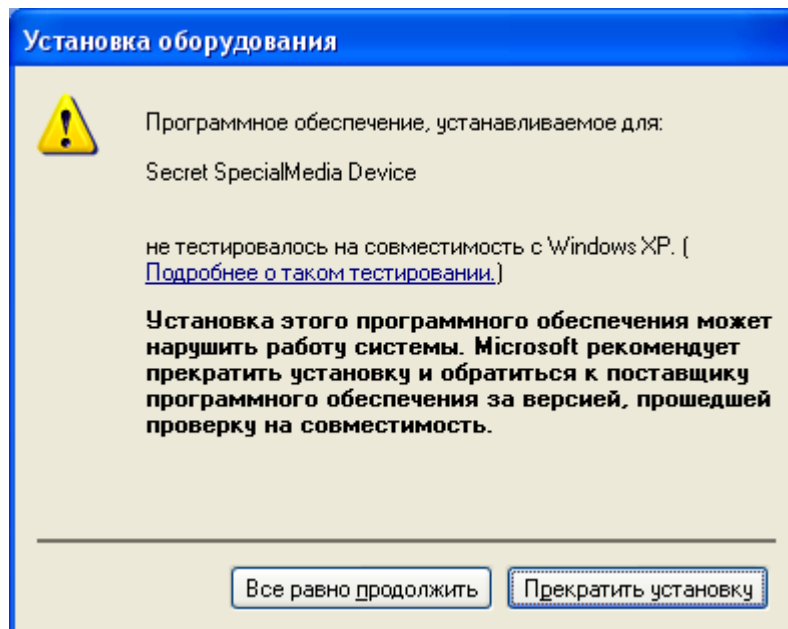 Установка оборудования
Программное обеспечение, устанавливаемое для:
Secret SpecialMedia Device
не тестировалось на совместимость с Windows XP. (
Подробнее о таком тестировании.)
Установка этого программного обеспечения может
нарушить работу системы. Microsoft рекомендует
прекратить установку и обратиться к поставщику
программного обеспечения за версией, прошедшей
проверку на совместимость.
Все равно продолжить
Прекратить установку